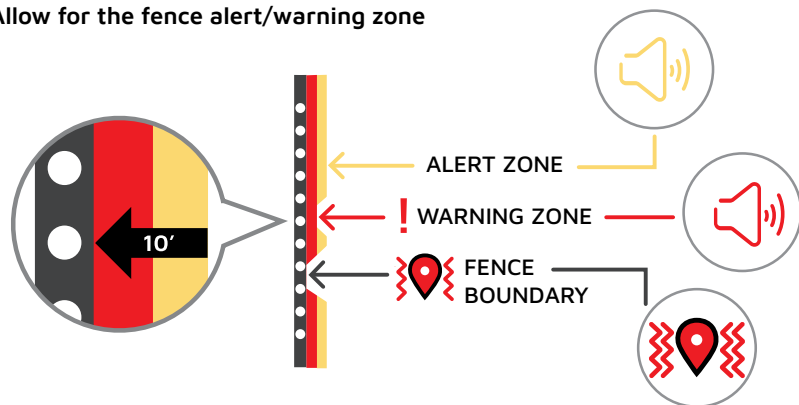 Allow for the fence alert/warning zone
ALERT ZONE
! WARNING ZONE
10’
FENCE
BOUNDARY